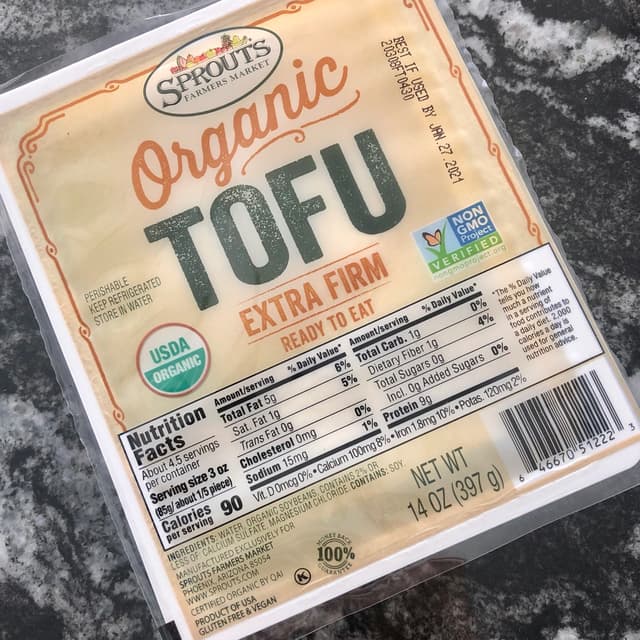 SPROUTS
FARMERS MARKET
Organic
TOFU
EXTRA FIRM
READY TO EAT
BEST IF USED BY JAN 27 2021
PERISHABLE
KEEP REFRIGERATED
STORE IN WATER
USDA
ORGANIC
NON
GMO
Project
VERIFIED
nongmoproject.org
Nutrition
Facts
About 4.5 servings
per container
Serving size 3 oz
(85g) about 1/5 piece)
Calories
per serving 90
Amount/serving % Daily Value*
Total Fat 5g 6%
Sat. Fat 1g 5%
Trans Fat 0g
Cholesterol 0mg 0%
Sodium 15mg 1%
Amount/serving % Daily Value*
Total Carb. 1g 0%
Dietary Fiber 1g 4%
Total Sugars 0g
Incl. 0g Added Sugars 0%
Protein 9g
Vit. D 0mcg 0% • Calcium 100mg 8% • Iron 1.8mg 10% • Potas. 120mg 2%
*The % Daily Value
tells you how
much a nutrient
in a serving of
food contributes to
a daily diet. 2,000
calories a day is
used for general
nutrition advice.
INGREDIENTS: WATER, ORGANIC SOYBEANS, CONTAINS 2% OR
LESS OF CALCIUM SULFATE, MAGNESIUM CHLORIDE. CONTAINS: SOY.
MANUFACTURED EXCLUSIVELY FOR
SPROUTS FARMERS MARKET
PHOENIX, ARIZONA 85054
WWW.SPROUTS.COM
CERTIFIED ORGANIC BY QAI
PRODUCT OF USA
GLUTEN FREE & VEGAN
K
MONEY BACK
100%
GUARANTEE
NET WT
14 OZ (397 g)
6 46670 51222 3